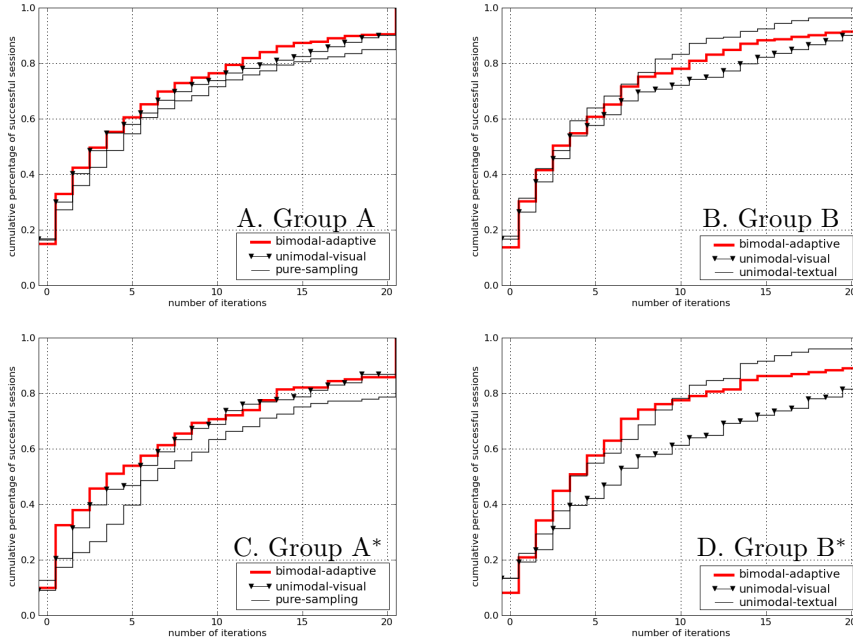 cumulative percentage of successful sessions
1.0
0.8
0.6
0.4
0.2
0.0
A. Group A
bimodal-adaptive
unimodal-visual
pure-sampling
0 5 10 15 20
number of iterations
cumulative percentage of successful sessions
1.0
0.8
0.6
0.4
0.2
0.0
B. Group B
bimodal-adaptive
unimodal-visual
unimodal-textual
0 5 10 15 20
number of iterations
cumulative percentage of successful sessions
1.0
0.8
0.6
0.4
0.2
0.0
C. Group A*
bimodal-adaptive
unimodal-visual
pure-sampling
0 5 10 15 20
number of iterations
cumulative percentage of successful sessions
1.0
0.8
0.6
0.4
0.2
0.0
D. Group B*
bimodal-adaptive
unimodal-visual
unimodal-textual
0 5 10 15 20
number of iterations